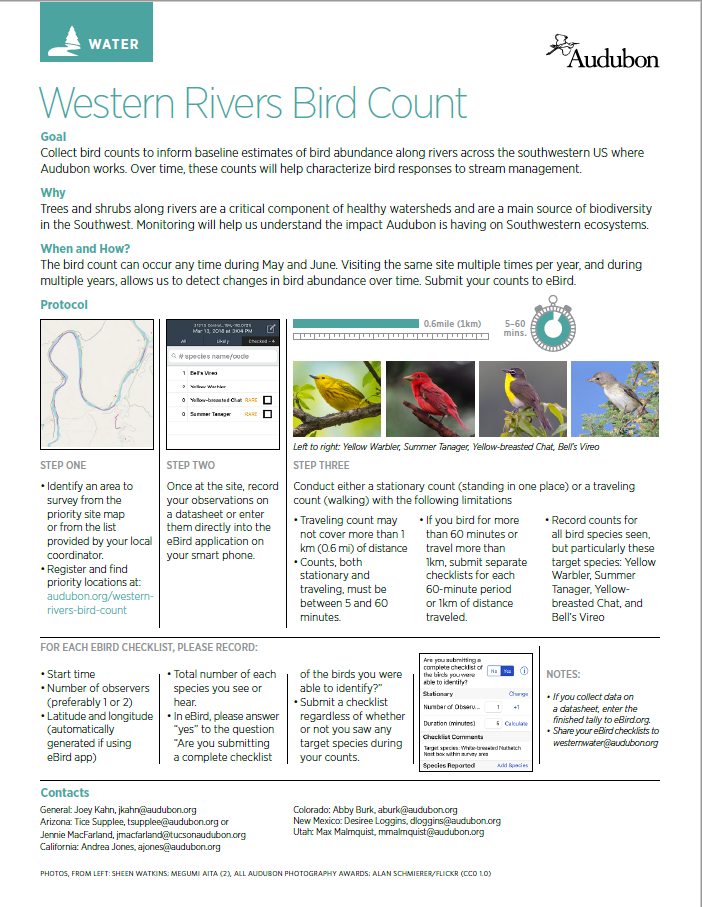 WATER
Audubon
Western Rivers Bird Count
Goal
Collect bird counts to inform baseline estimates of bird abundance along rivers across the southwestern US where
Audubon works. Over time, these counts will help characterize bird responses to stream management.
Why
Trees and shrubs along rivers are a critical component of healthy watersheds and are a main source of biodiversity
in the Southwest. Monitoring will help us understand the impact Audubon is having on Southwestern ecosystems.
When and How?
The bird count can occur any time during May and June. Visiting the same site multiple times per year, and during
multiple years, allows us to detect changes in bird abundance over time. Submit your counts to eBird.
Protocol
Mar 10, 2018 at 3:04 PM
All Likely Checked - 4
# species name/code
1 Bell's Vireo
2 Yellow Warbler
0 Yellow-breasted Chat RARE
0 Summer Tanager RARE
0.6mile (1km)
5–60
mins.
Left to right: Yellow Warbler, Summer Tanager, Yellow-breasted Chat, Bell's Vireo
STEP ONE
• Identify an area to
survey from the
priority site map
or from the list
provided by your local
coordinator.
• Register and find
priority locations at:
audubon.org/western-
rivers-bird-count
STEP TWO
Once at the site, record
your observations on
a datasheet or enter
them directly into the
eBird application on
your smart phone.
STEP THREE
Conduct either a stationary count (standing in one place) or a traveling
count (walking) with the following limitations
• Traveling count may
not cover more than 1
km (0.6 mi) of distance
• Counts, both
stationary and
traveling, must be
between 5 and 60
minutes.
• If you bird for more
than 60 minutes or
travel more than
1km, submit separate
checklists for each
60-minute period
or 1km of distance
traveled.
• Record counts for
all bird species seen,
but particularly these
target species: Yellow
Warbler, Summer
Tanager, Yellow-
breasted Chat, and
Bell's Vireo
FOR EACH EBIRD CHECKLIST, PLEASE RECORD:
• Start time
• Number of observers
(preferably 1 or 2)
• Latitude and longitude
(automatically
generated if using
eBird app)
• Total number of each
species you see or
hear.
• In eBird, please answer
"yes" to the question
"Are you submitting
a complete checklist
of the birds you were
able to identify?"
• Submit a checklist
regardless of whether
or not you saw any
target species during
your counts.
Are you submitting a
complete checklist of
the birds you were
able to identify?
No Yes
Stationary Change
Number of Observ... 1 +1
Duration (minutes) 5 Calculate
Checklist Comments
Target species: White-breasted Nuthatch
Nest box within survey area
Species Reported Add Species
NOTES:
• If you collect data on
a datasheet, enter the
finished tally to eBird.org.
• Share your eBird checklists to
westernwater@audubon.org
Contacts
General: Joey Kahn, jkahn@audubon.org
Arizona: Tice Supplee, tsupplee@audubon.org or
Jennie MacFarland, jmacfarland@tucsonaudubon.org
California: Andrea Jones, ajones@audubon.org
Colorado: Abby Burk, aburk@audubon.org
New Mexico: Desiree Loggins, dloggins@audubon.org
Utah: Max Malmquist, mmalmquist@audubon.org
PHOTOS, FROM LEFT: SHEEN WATKINS; MEGUMI AITA (2), ALL AUDUBON PHOTOGRAPHY AWARDS; ALAN SCHMIERER/FLICKR (CC0 1.0)